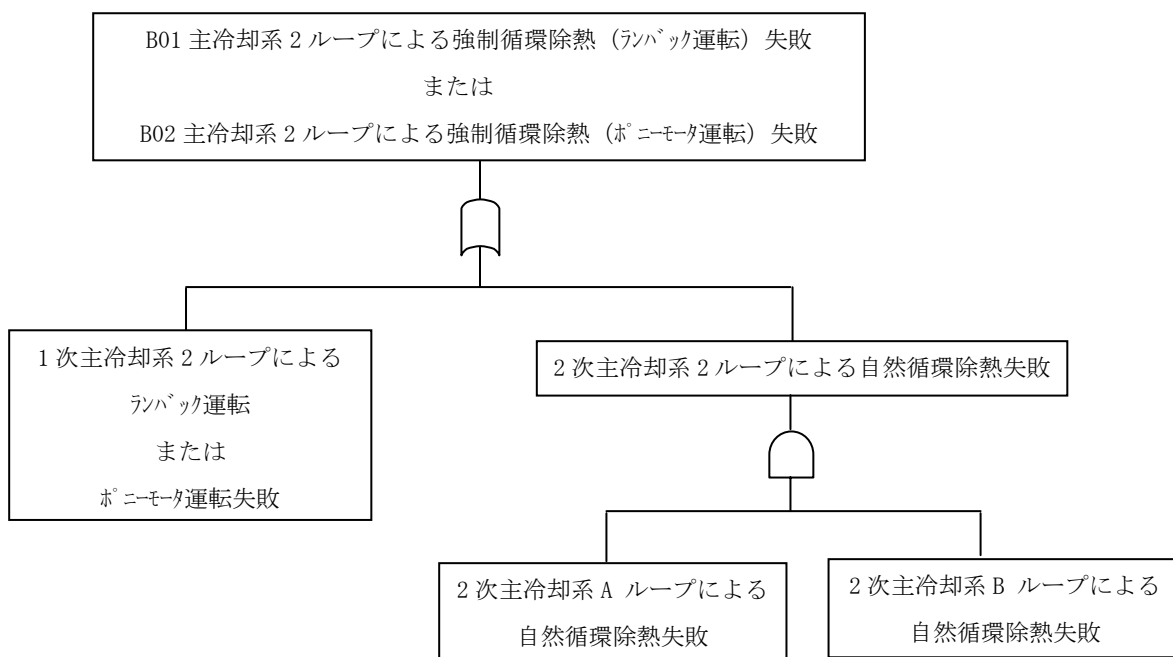 B01 主冷却系 2 ループによる強制循環除熱（ﾗﾝﾊﾞｯｸ運転）失敗
または
B02 主冷却系 2 ループによる強制循環除熱（ﾎﾟﾆｰﾓｰﾀ運転）失敗
1 次主冷却系 2 ループによる
ﾗﾝﾊﾞｯｸ運転
または
ﾎﾟﾆｰﾓｰﾀ運転失敗
2 次主冷却系 2 ループによる自然循環除熱失敗
2 次主冷却系 A ループによる
自然循環除熱失敗
2 次主冷却系 B ループによる
自然循環除熱失敗